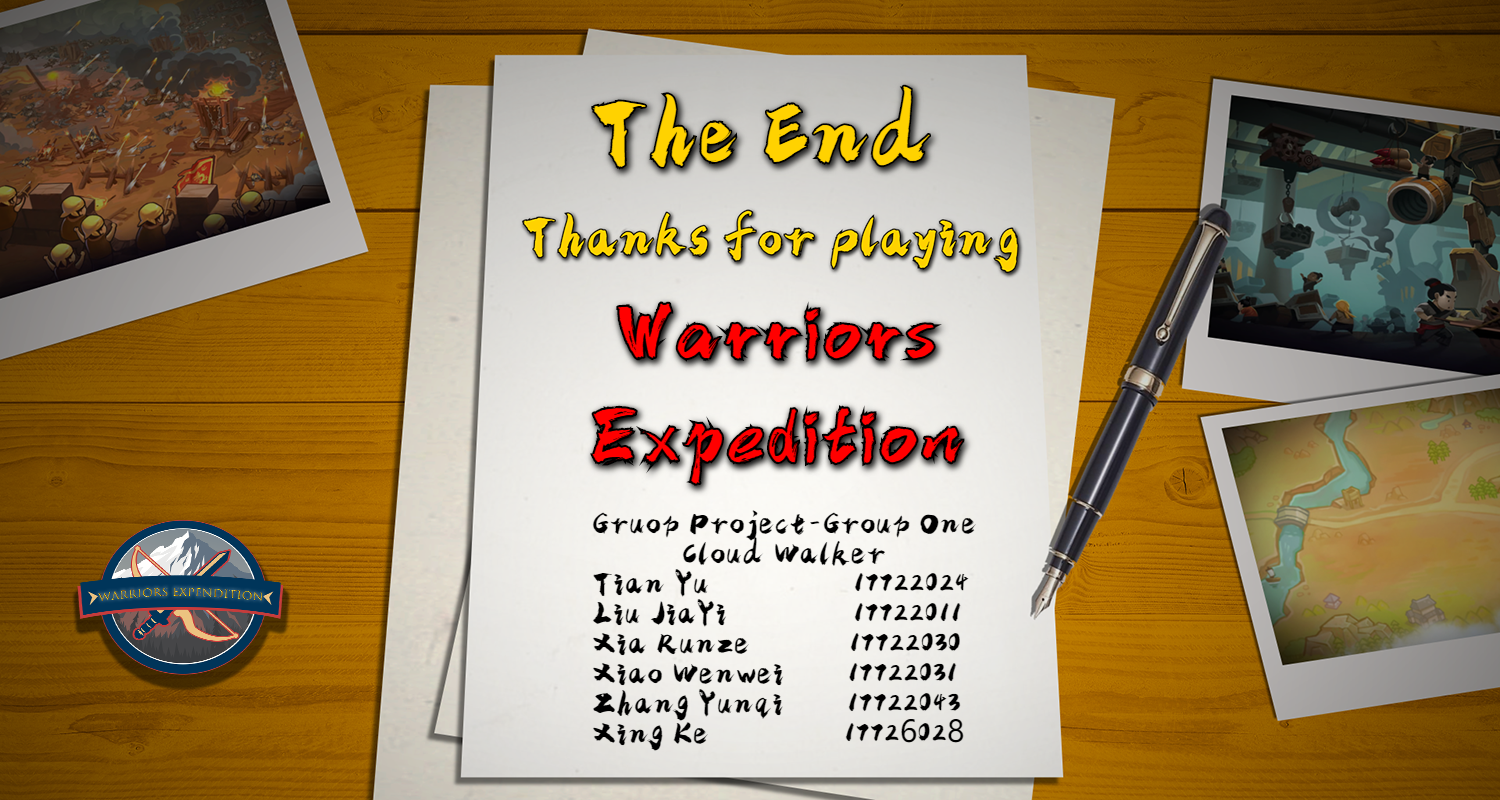 The End
Thanks for playing
Warriors
Expedition
Gruop Project-Group One
Cloud Walker
Tian Yu 17722024
Liu JiaYi 17722011
Xia Runze 17722030
Xiao Wenwei 17722031
Zhang Yunqi 17722043
Xing Ke 17726028
WARRIORS EXPENDITION